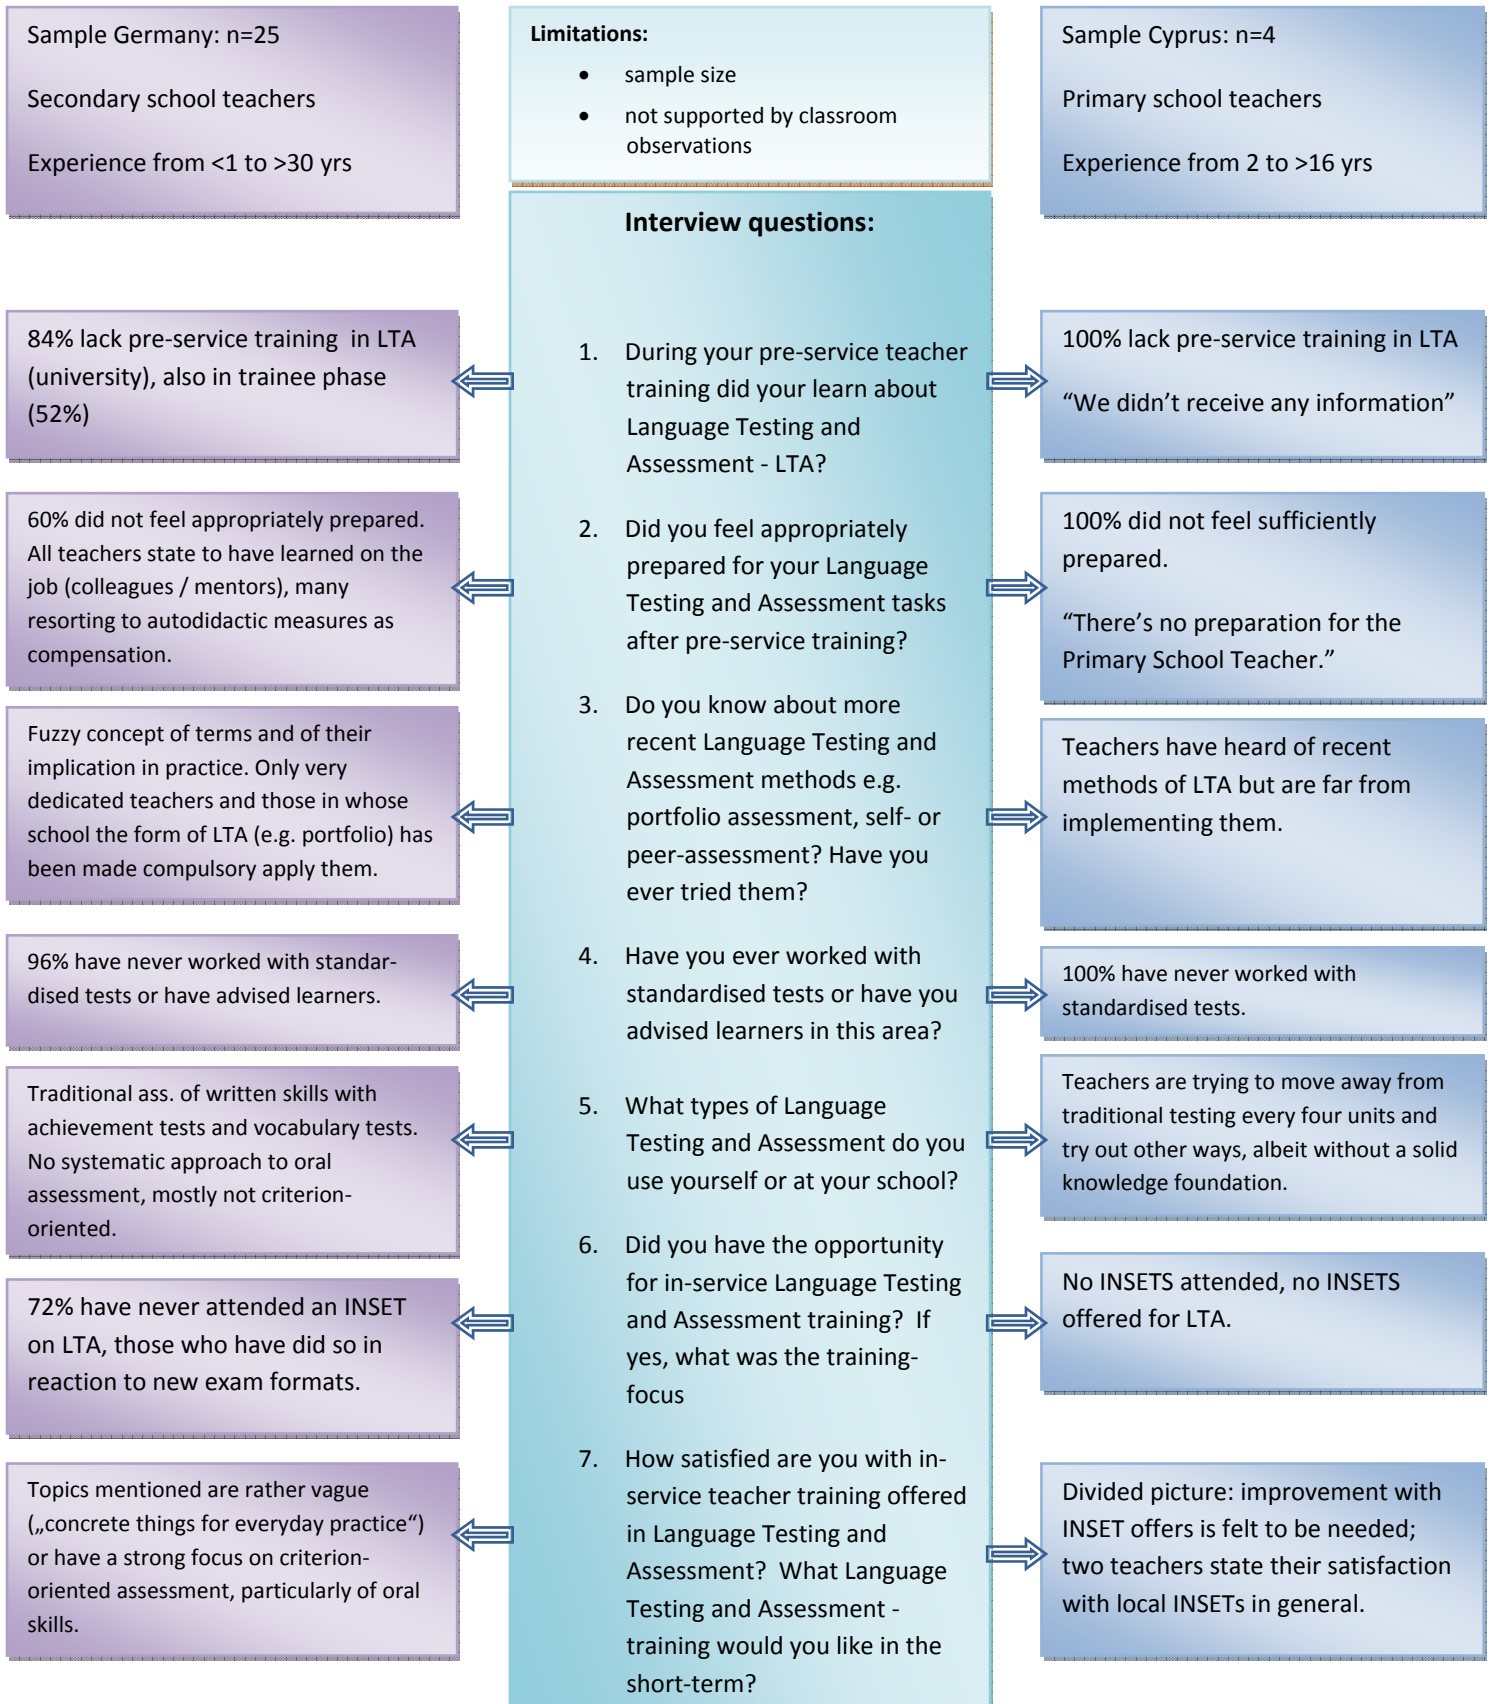 Sample Germany: n=25
Secondary school teachers
Experience from <1 to >30 yrs
Limitations:
• sample size
• not supported by classroom
observations
Sample Cyprus: n=4
Primary school teachers
Experience from 2 to >16 yrs
Interview questions:
84% lack pre-service training in LTA
(university), also in trainee phase
(52%)
1. During your pre-service teacher
training did your learn about
Language Testing and
Assessment - LTA?
100% lack pre-service training in LTA
“We didn’t receive any information”
60% did not feel appropriately prepared.
All teachers state to have learned on the
job (colleagues / mentors), many
resorting to autodidactic measures as
compensation.
2. Did you feel appropriately
prepared for your Language
Testing and Assessment tasks
after pre-service training?
100% did not feel sufficiently
prepared.
“There’s no preparation for the
Primary School Teacher.”
Fuzzy concept of terms and of their
implication in practice. Only very
dedicated teachers and those in whose
school the form of LTA (e.g. portfolio) has
been made compulsory apply them.
3. Do you know about more
recent Language Testing and
Assessment methods e.g.
portfolio assessment, self- or
peer-assessment? Have you
ever tried them?
Teachers have heard of recent
methods of LTA but are far from
implementing them.
96% have never worked with standar-
dised tests or have advised learners.
4. Have you ever worked with
standardised tests or have you
advised learners in this area?
100% have never worked with
standardised tests.
Traditional ass. of written skills with
achievement tests and vocabulary tests.
No systematic approach to oral
assessment, mostly not criterion-
oriented.
5. What types of Language
Testing and Assessment do you
use yourself or at your school?
Teachers are trying to move away from
traditional testing every four units and
try out other ways, albeit without a solid
knowledge foundation.
72% have never attended an INSET
on LTA, those who have did so in
reaction to new exam formats.
6. Did you have the opportunity
for in-service Language Testing
and Assessment training? If
yes, what was the training-
focus
No INSETS attended, no INSETS
offered for LTA.
Topics mentioned are rather vague
(„concrete things for everyday practice“)
or have a strong focus on criterion-
oriented assessment, particularly of oral
skills.
7. How satisfied are you with in-
service teacher training offered
in Language Testing and
Assessment? What Language
Testing and Assessment -
training would you like in the
short-term?
Divided picture: improvement with
INSET offers is felt to be needed;
two teachers state their satisfaction
with local INSETs in general.